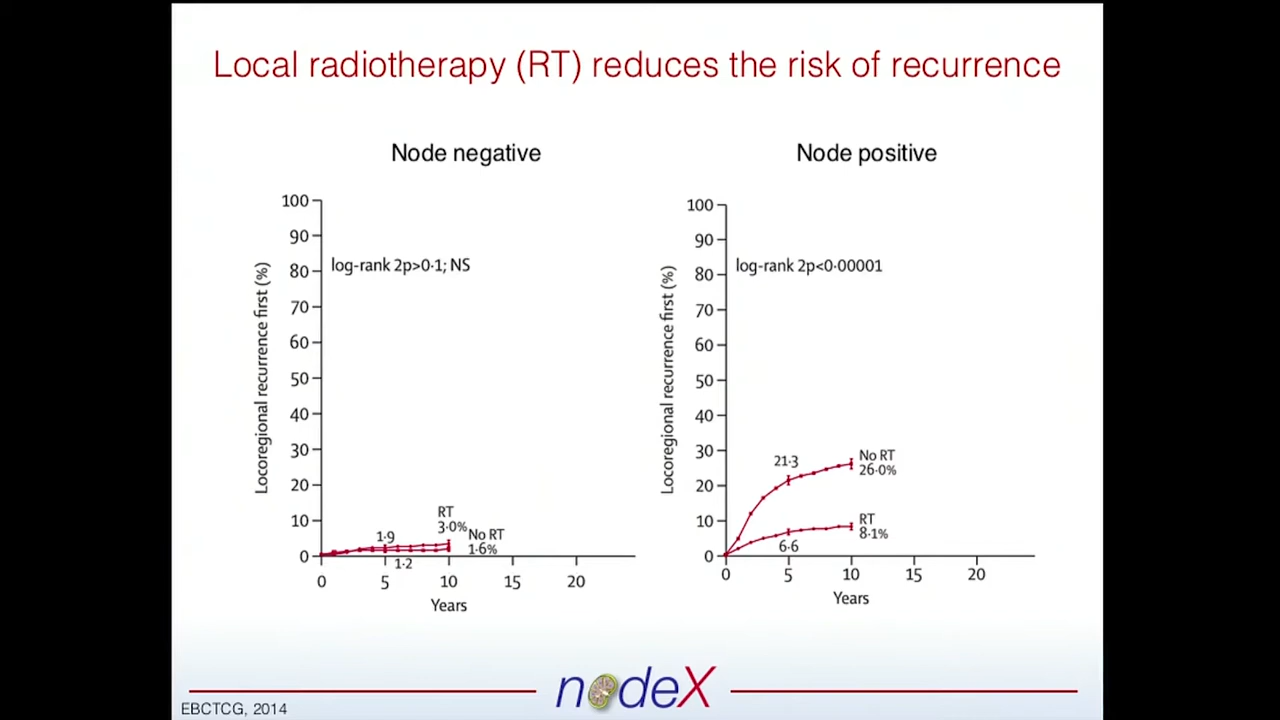 Local radiotherapy (RT) reduces the risk of recurrence
Node negative
100
90
80
70
60
50
40
30
20
10
0
Locoregional recurrence first (%)
log-rank 2p>0·1; NS
1·9
1·2
RT
3·0%
No RT
1·6%
0 5 10 15 20
Years
Node positive
100
90
80
70
60
50
40
30
20
10
0
Locoregional recurrence first (%)
log-rank 2p<0·00001
21·3
6·6
No RT
26·0%
RT
8·1%
0 5 10 15 20
Years
nodeX
EBCTCG, 2014